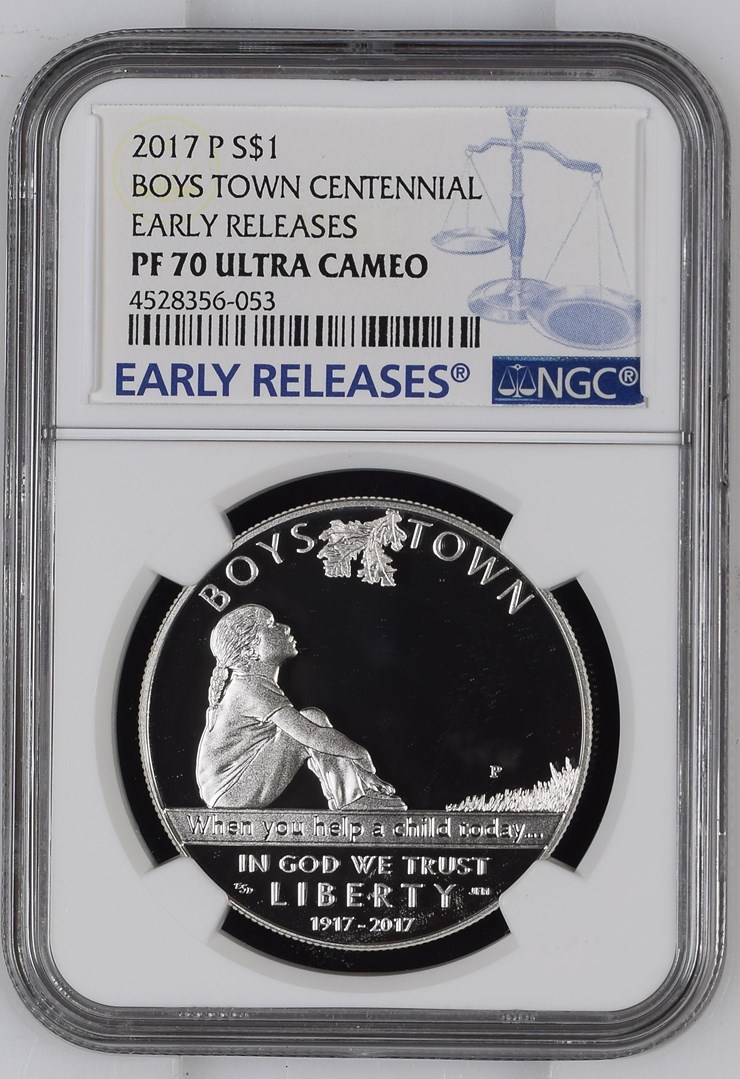 2017 P S$1
BOYS TOWN CENTENNIAL
EARLY RELEASES
PF 70 ULTRA CAMEO
4528356-053
EARLY RELEASES®
NGC®
BOYS TOWN
P
When you help a child today...
IN GOD WE TRUST
LIBERTY
JFM
1917-2017